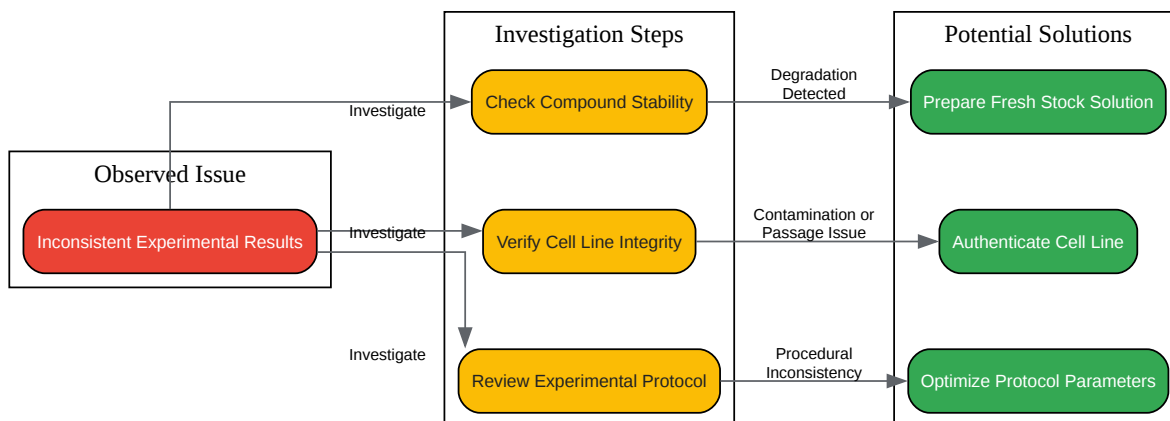 Investigation Steps
Potential Solutions
Degradation
Detected
Check Compound Stability
Prepare Fresh Stock Solution
Investigate
Observed Issue
Contamination or
Passage Issue
Inconsistent Experimental Results
Investigate
Verify Cell Line Integrity
Authenticate Cell Line
Investigate
Procedural
Inconsistency
Review Experimental Protocol
Optimize Protocol Parameters